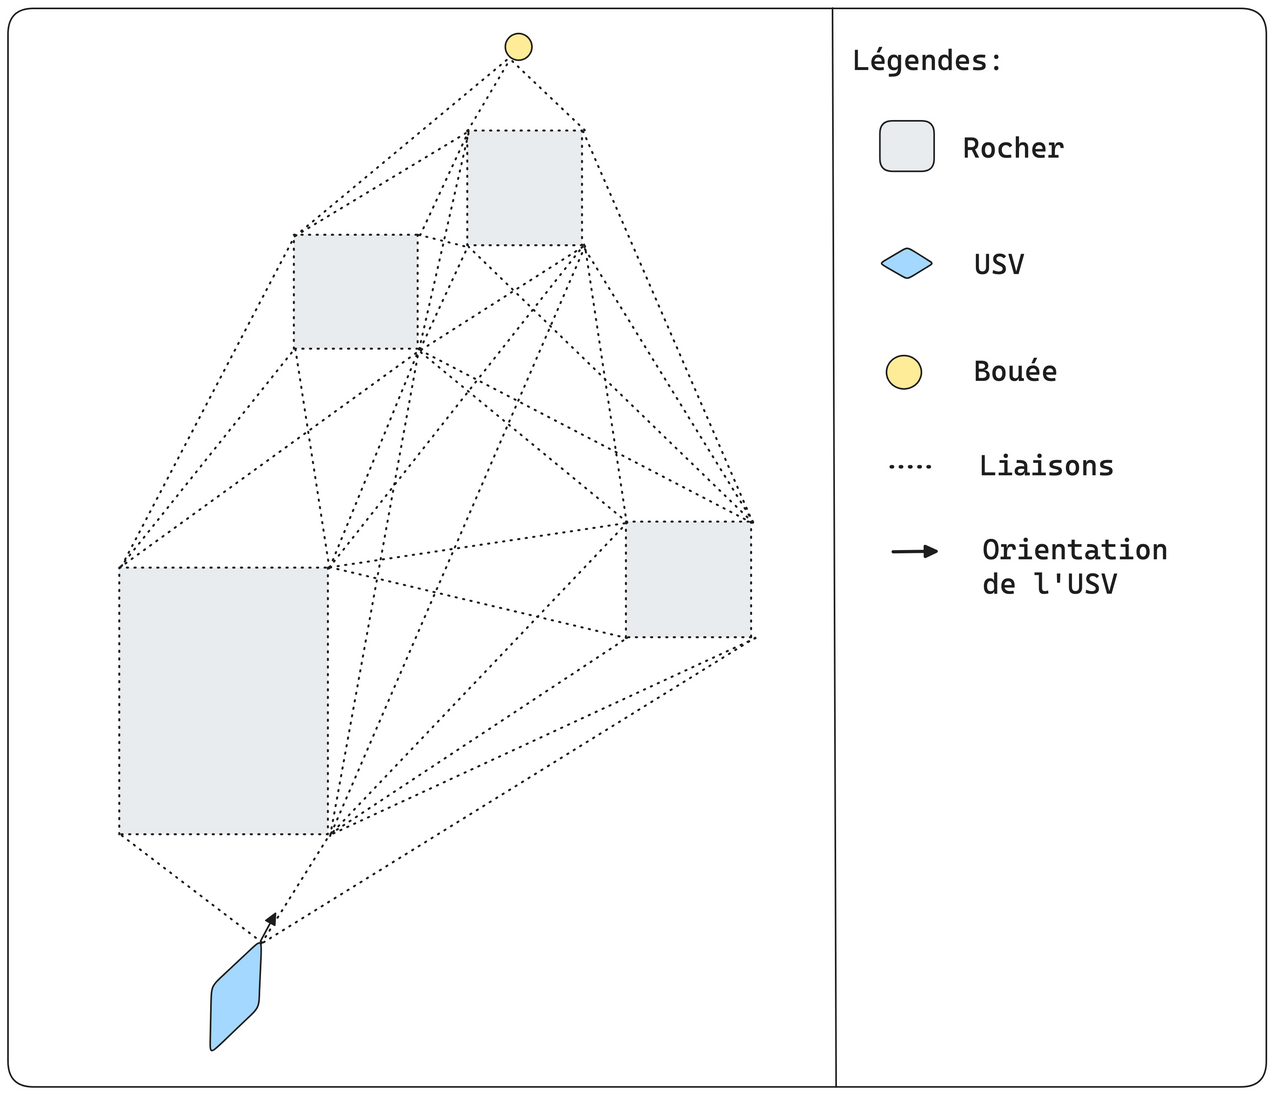 Légendes:
Rocher
USV
Bouée
Liaisons
Orientation
de l'USV